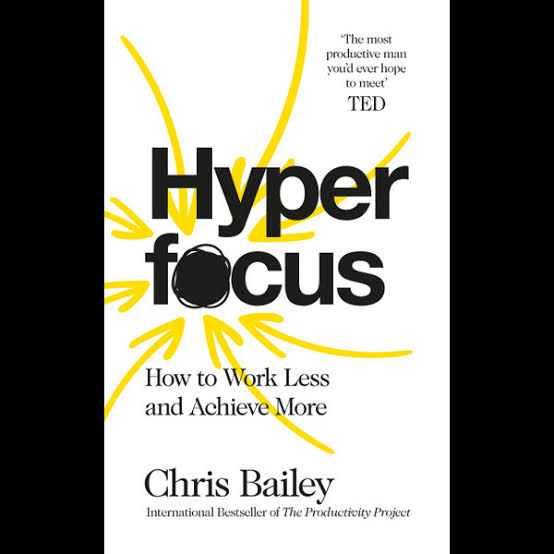 ‘The most
productive man
you’d ever hope
to meet’
TED
Hyper
focus
How to Work Less
and Achieve More
Chris Bailey
International Bestseller of The Productivity Project